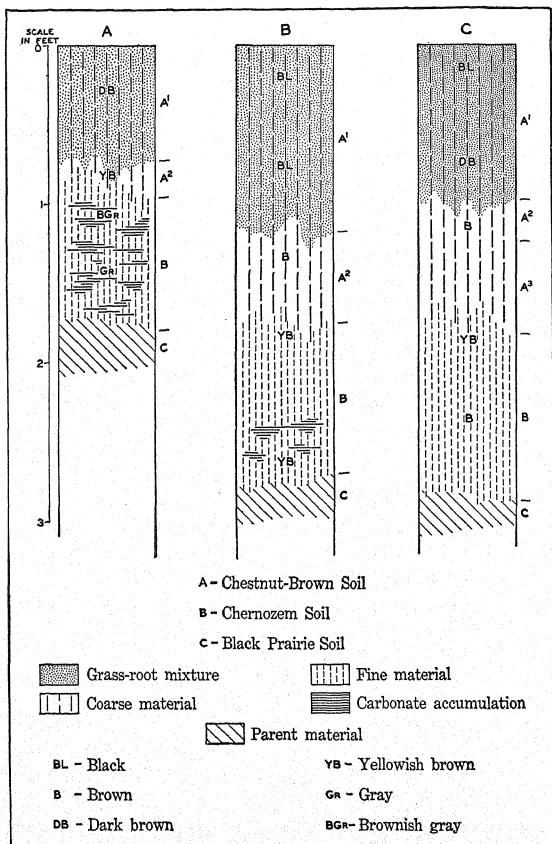 SCALE
IN FEET
0
1
2
3
A
DB
A¹
YB
A²
BGR
GR
B
C
B
BL
BL
A¹
B
A²
YB
B
YB
C
C
BL
DB
A¹
A²
B
A³
YB
B
C
A - Chestnut-Brown Soil
B - Chernozem Soil
C - Black Prairie Soil
Grass-root mixture
Fine material
Coarse material
Carbonate accumulation
Parent material
BL - Black
YB - Yellowish brown
B - Brown
GR - Gray
DB - Dark brown
BGR - Brownish gray